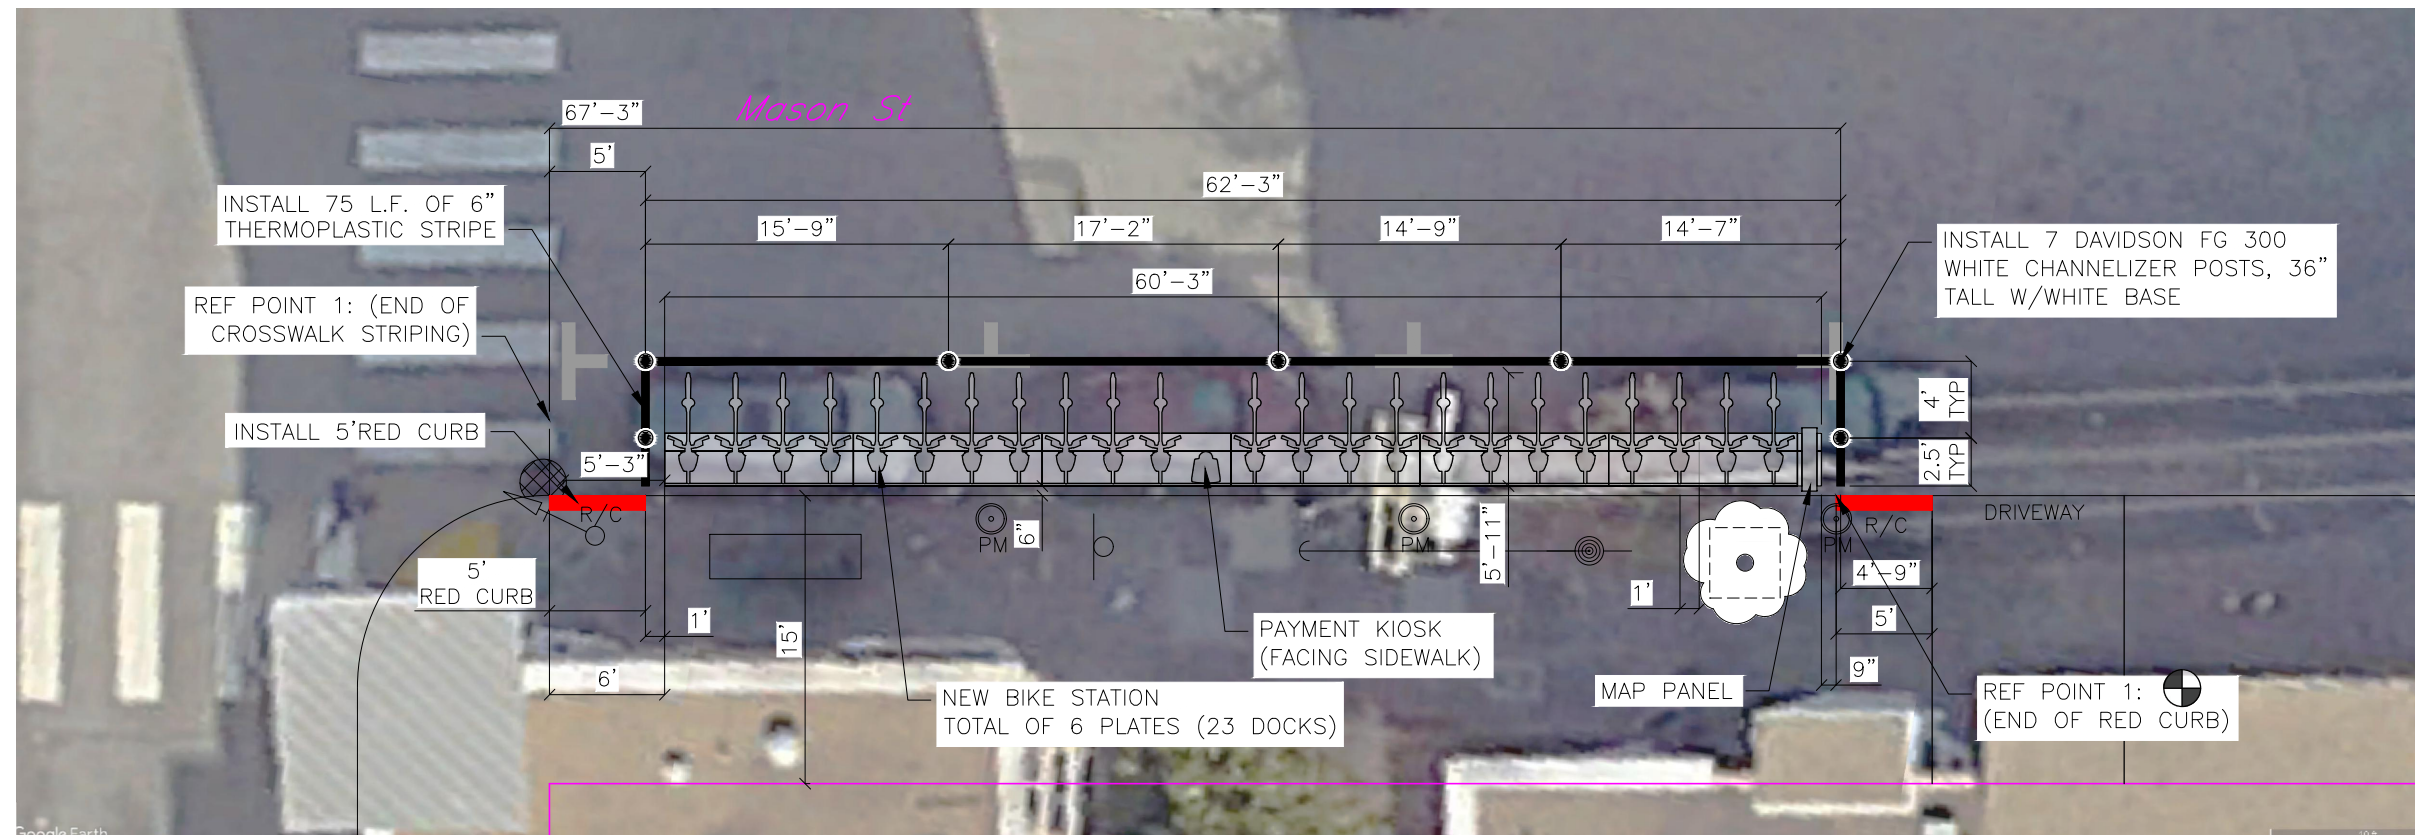 Mason St
67'-3"
5'
62'-3"
INSTALL 75 L.F. OF 6"
THERMOPLASTIC STRIPE
15'-9"
17'-2"
14'-9"
14'-7"
INSTALL 7 DAVIDSON FG 300
WHITE CHANNELIZER POSTS, 36"
TALL W/WHITE BASE
60'-3"
REF POINT 1: (END OF
CROSSWALK STRIPING)
4'
TYP
INSTALL 5'RED CURB
5'-3"
2.5'
TYP
R/C
PM
6"
PM
5'-11"
PM
R/C
DRIVEWAY
5'
RED CURB
4'-9"
1'
1'
5'
15'
PAYMENT KIOSK
(FACING SIDEWALK)
6'
9"
NEW BIKE STATION
TOTAL OF 6 PLATES (23 DOCKS)
MAP PANEL
REF POINT 1:
(END OF RED CURB)
Google Earth
10 ft